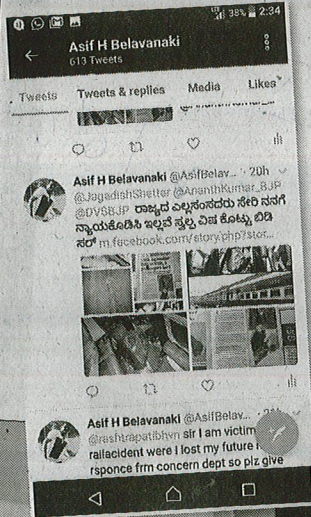 38% 2:34
Asif H Belavanaki
613 Tweets
Tweets Tweets & replies Media Likes
Asif H Belavanaki @AsifBelav... · 20h
@JagadishShetter @AnanthKumar_BJP
@DVSBJP ರಾಜ್ಯದ ಎಲ್ಲಸಂಸದರು ಸೇರಿ ನನಗೆ
ನ್ಯಾಯಕೊಡಿಸಿ ಇಲ್ಲವೆ ಸ್ವಲ್ಪ ವಿಷ ಕೊಟ್ಟು ಬಿಡಿ
ಸರ್ m.facebook.com/story.php?stor...
Asif H Belavanaki @AsifBelav...
@rashtrapatibhvn sir I am victim
railaccident were I lost my future
rsponce frm concern dept so plz give